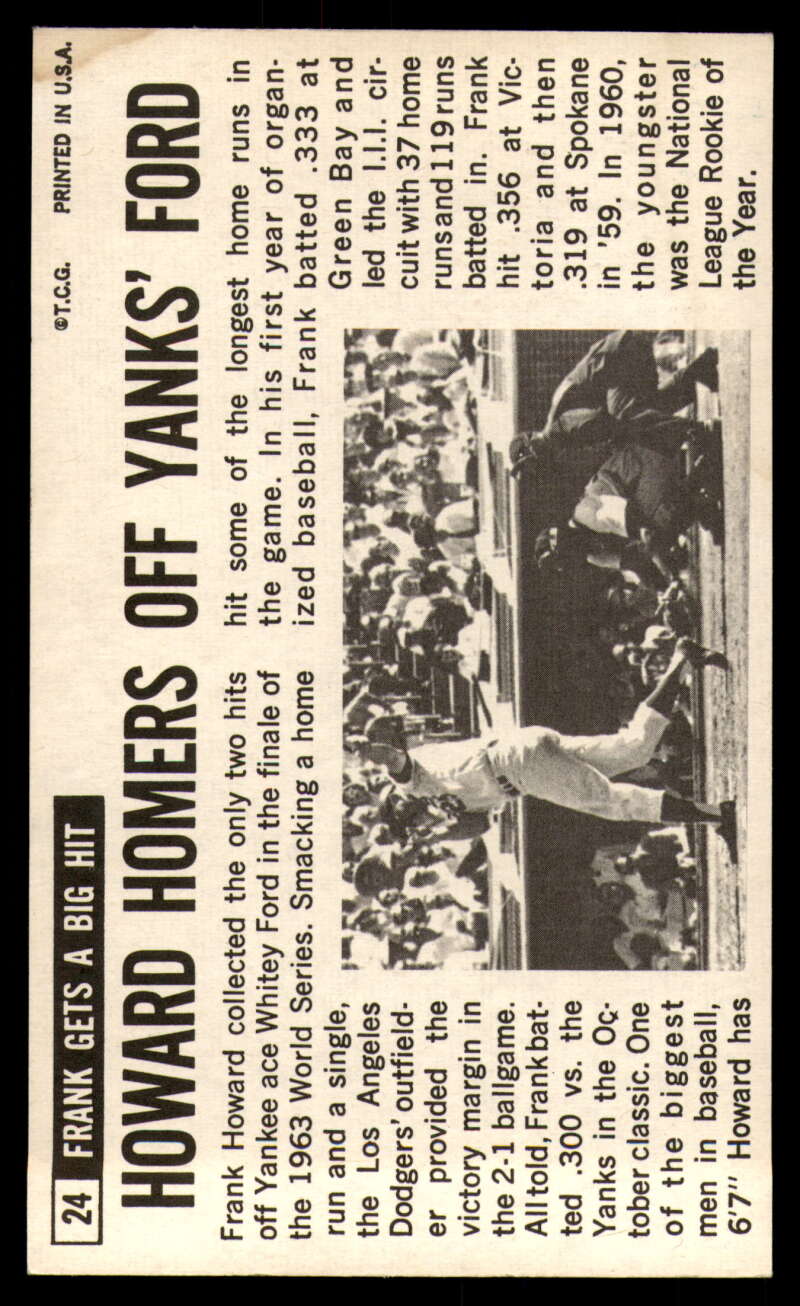 24 FRANK GETS A BIG HIT ©T.C.G. PRINTED IN U.S.A.
HOWARD HOMERS OFF YANKS' FORD
Frank Howard collected the only two hits
off Yankee ace Whitey Ford in the finale of
the 1963 World Series. Smacking a home
run and a single,
the Los Angeles
Dodgers' outfield-
er provided the
victory margin in
the 2-1 ballgame.
All told, Frank bat-
ted .300 vs. the
Yanks in the Oc-
tober classic. One
of the biggest
men in baseball,
6'7" Howard has
hit some of the longest home runs in
the game. In his first year of organ-
ized baseball, Frank batted .333 at
Green Bay and
led the I.I.I. cir-
cuit with 37 home
runs and 119 runs
batted in. Frank
hit .356 at Vic-
toria and then
.319 at Spokane
in '59. In 1960,
the youngster
was the National
League Rookie of
the Year.